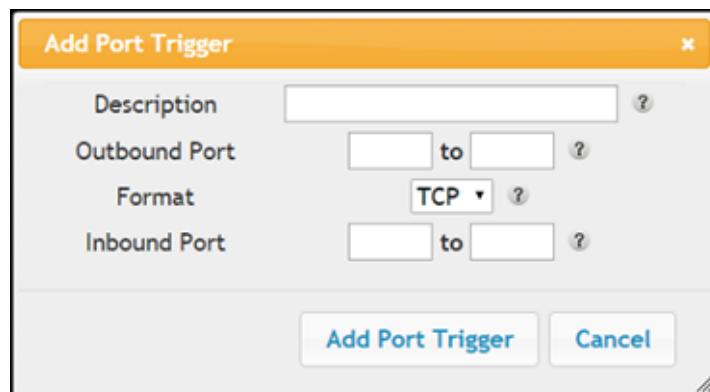 Add Port Trigger ×
Description ?
Outbound Port to ?
Format TCP ?
Inbound Port to ?
Add Port Trigger Cancel